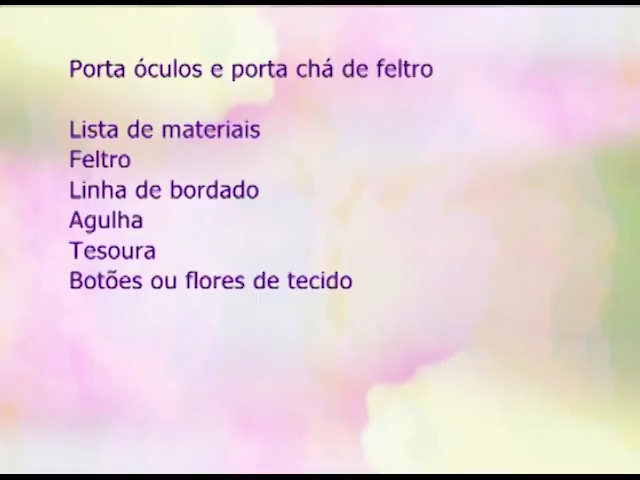 Porta óculos e porta chá de feltro
Lista de materiais
Feltro
Linha de bordado
Agulha
Tesoura
Botões ou flores de tecido